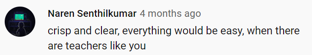 Naren Senthilkumar 4 months ago
crisp and clear, everything would be easy, when there
are teachers like you